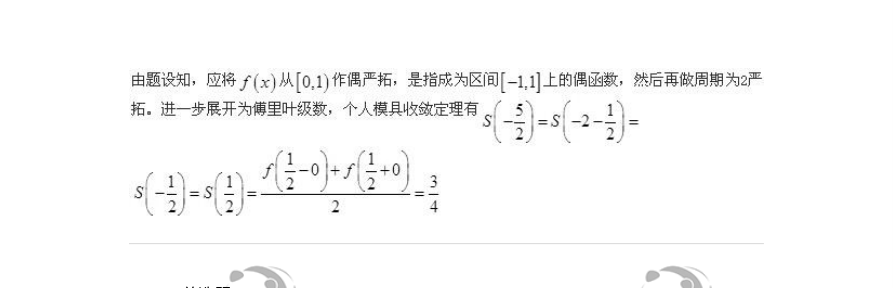 由题设知，应将 f(x) 从 [0,1) 作偶严拓，是指成为区间 [−1,1] 上的偶函数，然后再做周期为2严
拓。进一步展开为傅里叶级数，个人模具收敛定理有 S(−5/2) = S(−2−1/2) =
S(−1/2) = S(1/2) = (f(1/2−0)+f(1/2+0))/2 = 3/4